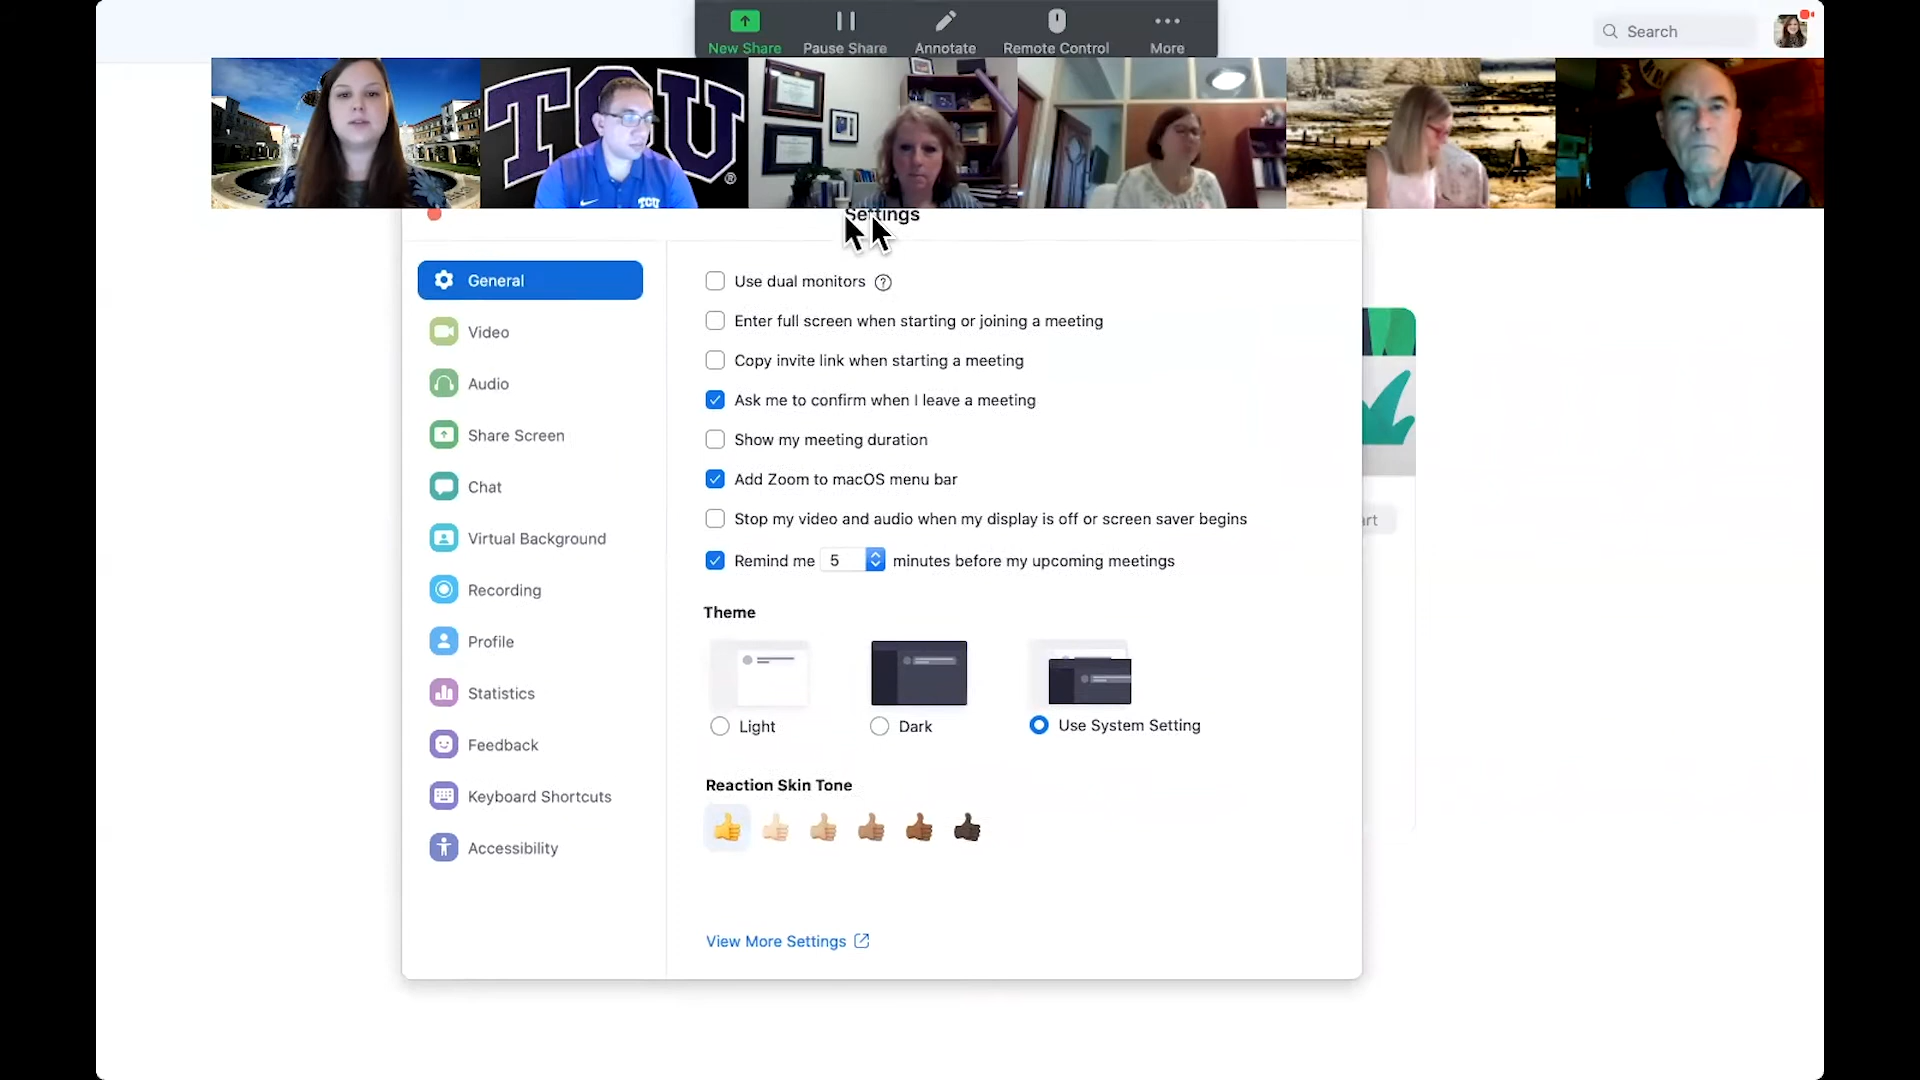 New Share
Pause Share
Annotate
Remote Control
More
Search
TCU
®
TCU
Settings
General
Video
Audio
Share Screen
Chat
Virtual Background
Recording
Profile
Statistics
Feedback
Keyboard Shortcuts
Accessibility
Use dual monitors ?
Enter full screen when starting or joining a meeting
Copy invite link when starting a meeting
Ask me to confirm when I leave a meeting
Show my meeting duration
Add Zoom to macOS menu bar
Stop my video and audio when my display is off or screen saver begins
Remind me 5 minutes before my upcoming meetings
Theme
Light
Dark
Use System Setting
Reaction Skin Tone
View More Settings